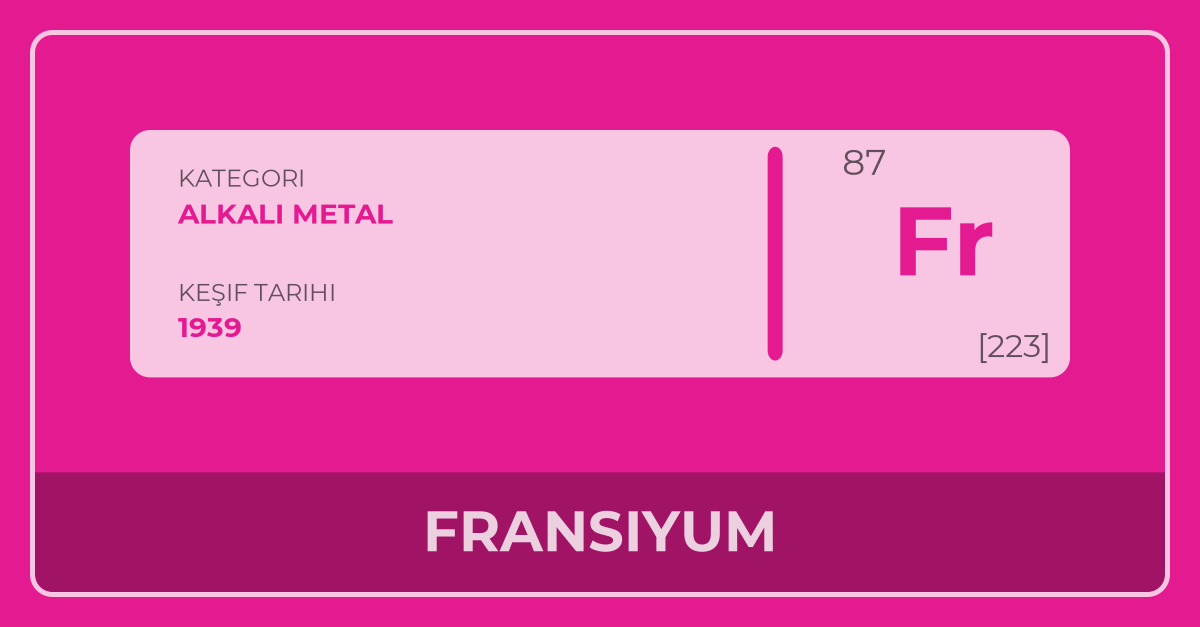 KATEGORI
ALKALI METAL
KEŞIF TARIHI
1939
87
Fr
[223]
FRANSIYUM